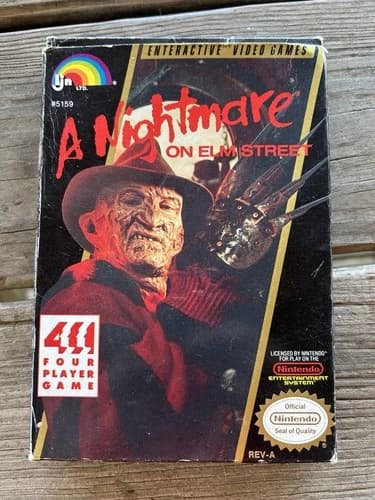 ENTERACTIVE™ VIDEO GAMES
LJN LTD.
#5159
A Nightmare
ON ELM STREET
4
FOUR
PLAYER
GAME
LICENSED BY NINTENDO®
FOR PLAY ON THE
Nintendo
ENTERTAINMENT
SYSTEM®
Official
Nintendo
Seal of Quality
REV-A